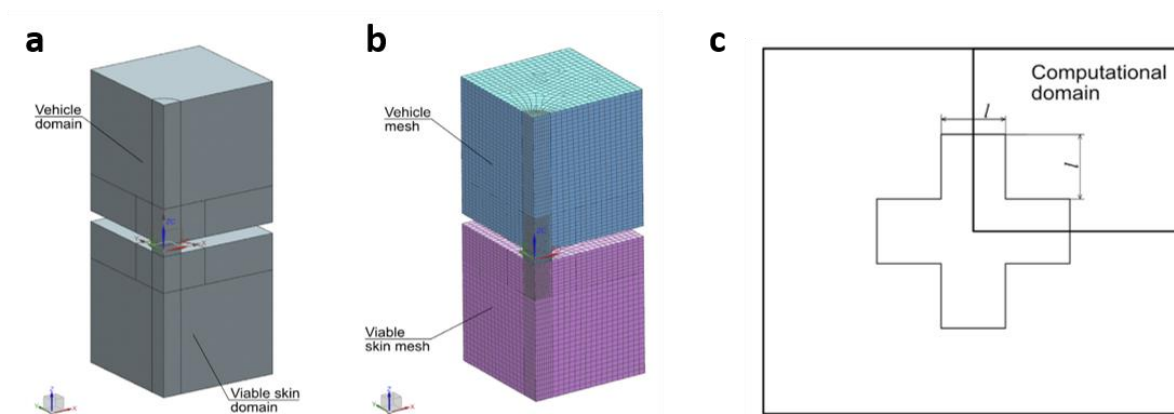 a
b
c
Vehicle
domain
Viable skin
domain
Vehicle
mesh
Viable
skin mesh
Computational
domain
l
l